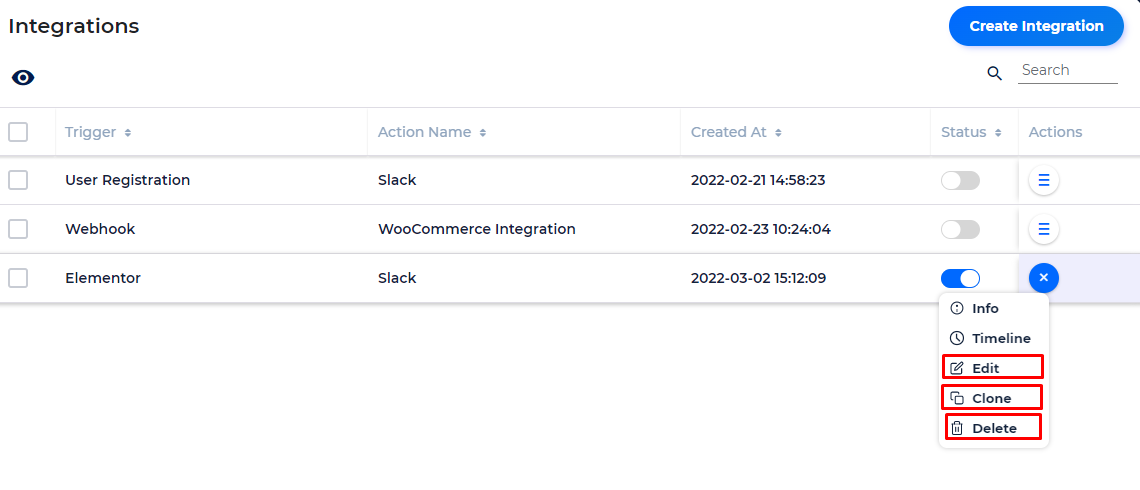 Integrations
Create Integration
Search
Trigger Action Name Created At Status Actions
User Registration Slack 2022-02-21 14:58:23
Webhook WooCommerce Integration 2022-02-23 10:24:04
Elementor Slack 2022-03-02 15:12:09
Info
Timeline
Edit
Clone
Delete